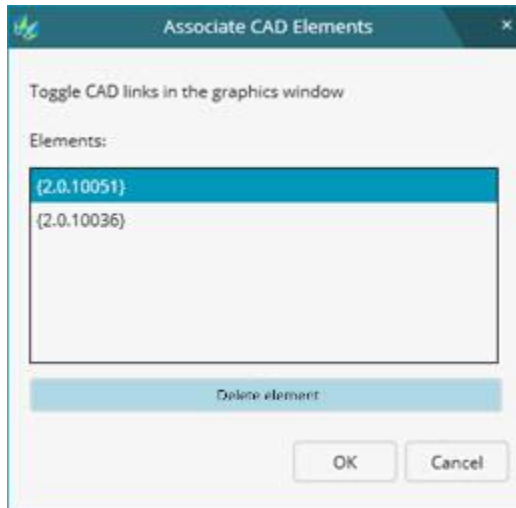 Associate CAD Elements
×
Toggle CAD links in the graphics window
Elements:
{2.0.10051}
{2.0.10036}
Delete element
OK
Cancel